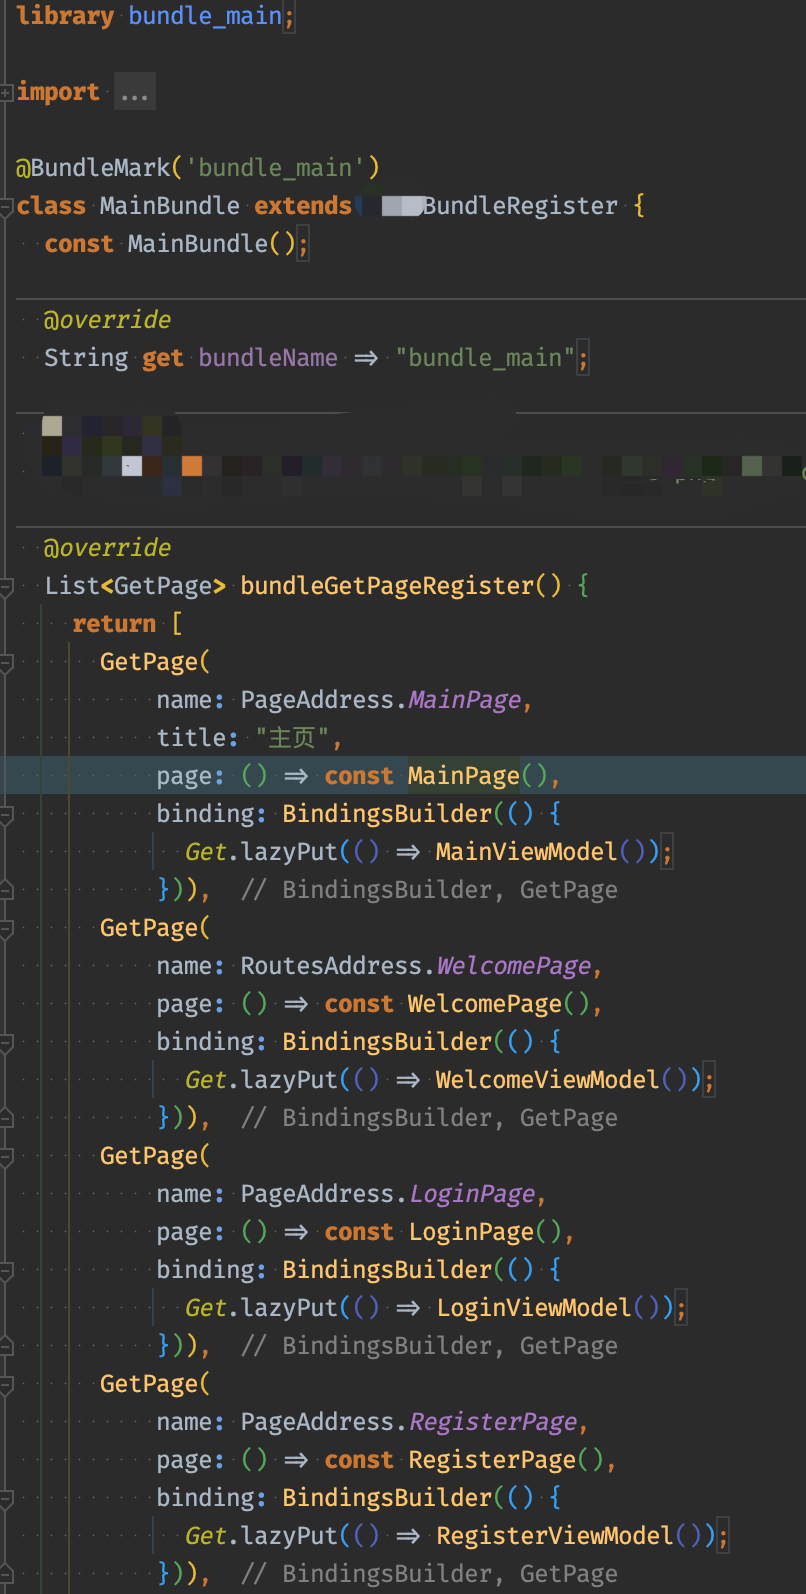 library bundle_main;
import ...
@BundleMark('bundle_main')
class MainBundle extends BundleRegister {
const MainBundle();
@override
String get bundleName => "bundle_main";
@override
List<GetPage> bundleGetPageRegister() {
return [
GetPage(
name: PageAddress.MainPage,
title: "主页",
page: () => const MainPage(),
binding: BindingsBuilder(() {
Get.lazyPut(() => MainViewModel());
})), // BindingsBuilder, GetPage
GetPage(
name: RoutesAddress.WelcomePage,
page: () => const WelcomePage(),
binding: BindingsBuilder(() {
Get.lazyPut(() => WelcomeViewModel());
})), // BindingsBuilder, GetPage
GetPage(
name: PageAddress.LoginPage,
page: () => const LoginPage(),
binding: BindingsBuilder(() {
Get.lazyPut(() => LoginViewModel());
})), // BindingsBuilder, GetPage
GetPage(
name: PageAddress.RegisterPage,
page: () => const RegisterPage(),
binding: BindingsBuilder(() {
Get.lazyPut(() => RegisterViewModel());
})), // BindingsBuilder, GetPage